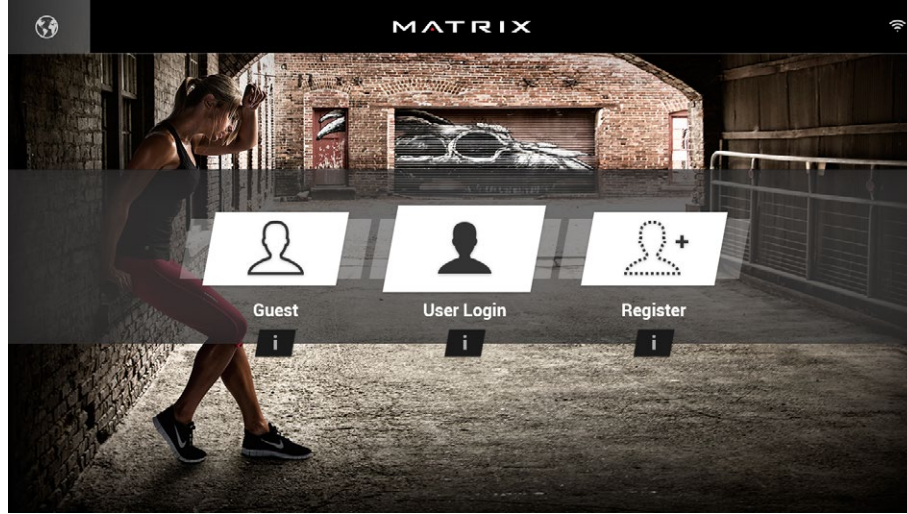 MATRIX
Guest
User Login
Register
i
i
i